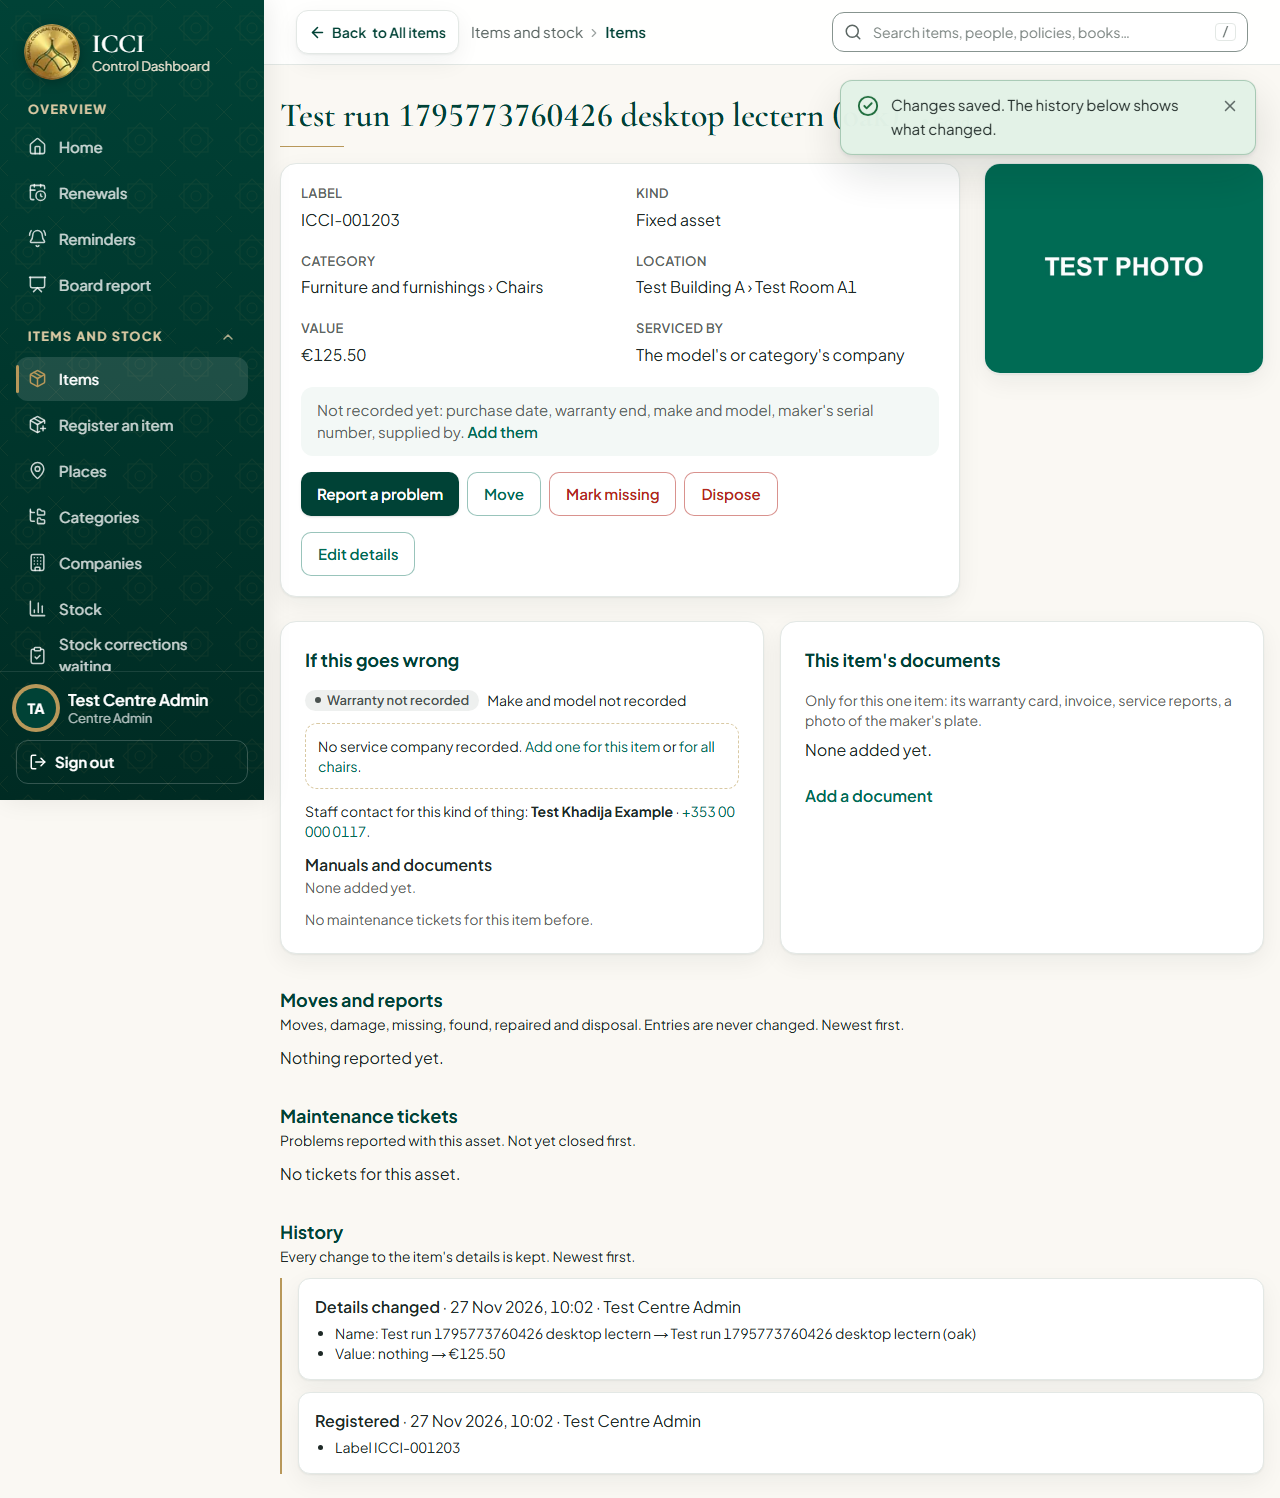 ICCI
Control Dashboard
OVERVIEW
Home
Renewals
Reminders
Board report
ITEMS AND STOCK
Items
Register an item
Places
Categories
Companies
Stock
Stock corrections
waiting
TA
Test Centre Admin
Centre Admin
Sign out
Back to All items
Items and stock
Items
Search items, people, policies, books…
/
Test run 1795773760426 desktop lectern (
Changes saved. The history below shows
what changed.
LABEL
ICCI-001203
KIND
Fixed asset
CATEGORY
Furniture and furnishings › Chairs
LOCATION
Test Building A › Test Room A1
VALUE
€125.50
SERVICED BY
The model's or category's company
Not recorded yet: purchase date, warranty end, make and model, maker's serial
number, supplied by. Add them
Report a problem
Move
Mark missing
Dispose
Edit details
TEST PHOTO
If this goes wrong
Warranty not recorded
Make and model not recorded
No service company recorded. Add one for this item or for all
chairs.
Staff contact for this kind of thing: Test Khadija Example · +353 00
000 0117.
Manuals and documents
None added yet.
No maintenance tickets for this item before.
This item's documents
Only for this one item: its warranty card, invoice, service reports, a
photo of the maker's plate.
None added yet.
Add a document
Moves and reports
Moves, damage, missing, found, repaired and disposal. Entries are never changed. Newest first.
Nothing reported yet.
Maintenance tickets
Problems reported with this asset. Not yet closed first.
No tickets for this asset.
History
Every change to the item's details is kept. Newest first.
Details changed · 27 Nov 2026, 10:02 · Test Centre Admin
Name: Test run 1795773760426 desktop lectern → Test run 1795773760426 desktop lectern (oak)
Value: nothing → €125.50
Registered · 27 Nov 2026, 10:02 · Test Centre Admin
Label ICCI-001203